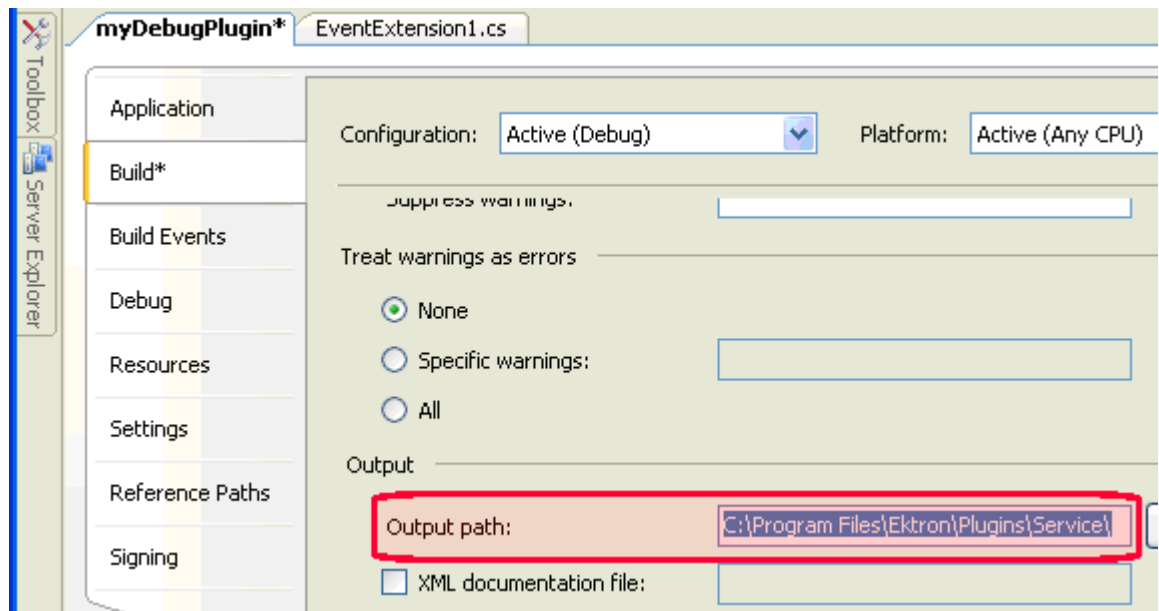 myDebugPlugin* EventExtension1.cs
Toolbox
Server Explorer
Application
Build*
Build Events
Debug
Resources
Settings
Reference Paths
Signing
Configuration: Active (Debug) Platform: Active (Any CPU)
Suppress warnings:
Treat warnings as errors
None
Specific warnings:
All
Output
Output path: C:\Program Files\Ektron\Plugins\Service\
XML documentation file: